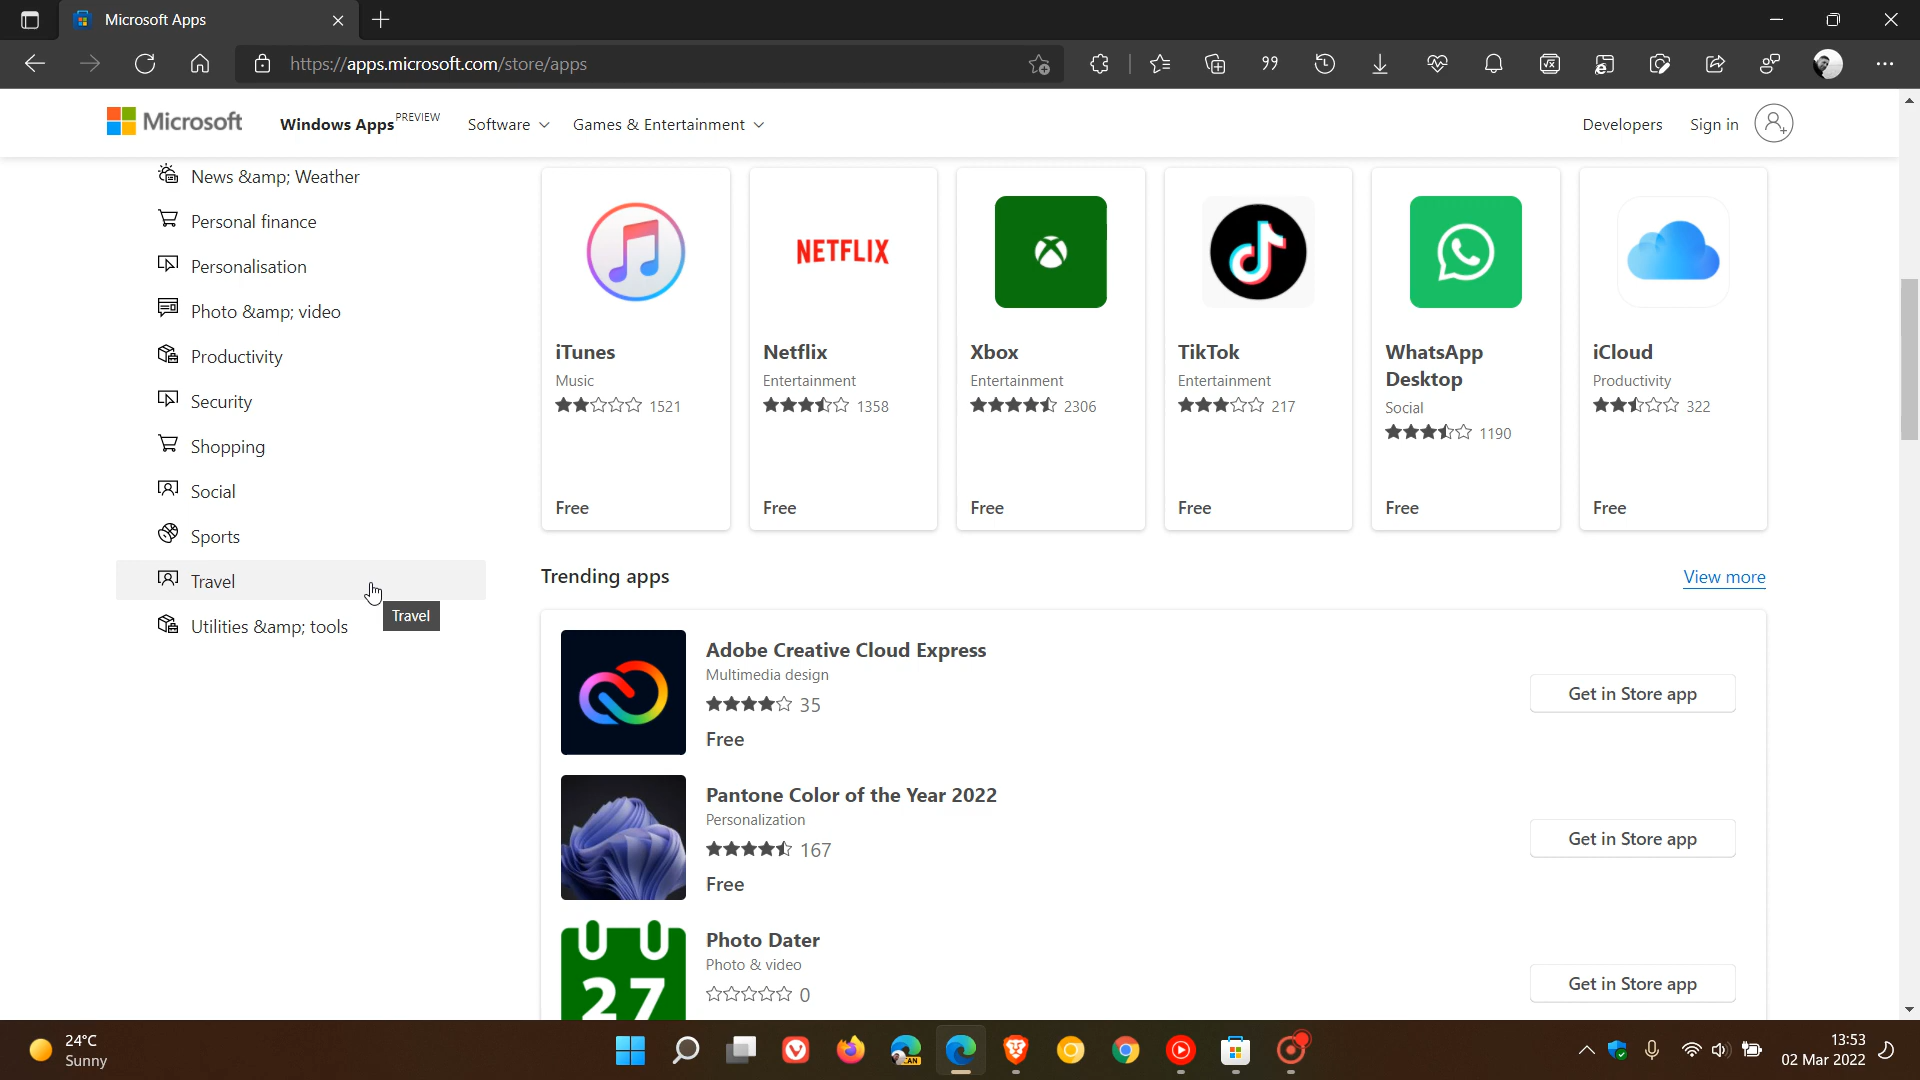 Microsoft Apps
https://apps.microsoft.com/store/apps
Microsoft
Windows Apps PREVIEW
Software
Games & Entertainment
Developers
Sign in
News &amp; Weather
Personal finance
Personalisation
Photo &amp; video
Productivity
Security
Shopping
Social
Sports
Travel
Travel
Utilities &amp; tools
iTunes
Music
1521
Free
NETFLIX
Netflix
Entertainment
1358
Free
Xbox
Entertainment
2306
Free
TikTok
Entertainment
217
Free
WhatsApp
Desktop
Social
1190
Free
iCloud
Productivity
322
Free
Trending apps
View more
Adobe Creative Cloud Express
Multimedia design
35
Free
Get in Store app
Pantone Color of the Year 2022
Personalization
167
Free
Get in Store app
27
Photo Dater
Photo & video
0
Get in Store app
24°C
Sunny
CAN
13:53
02 Mar 2022